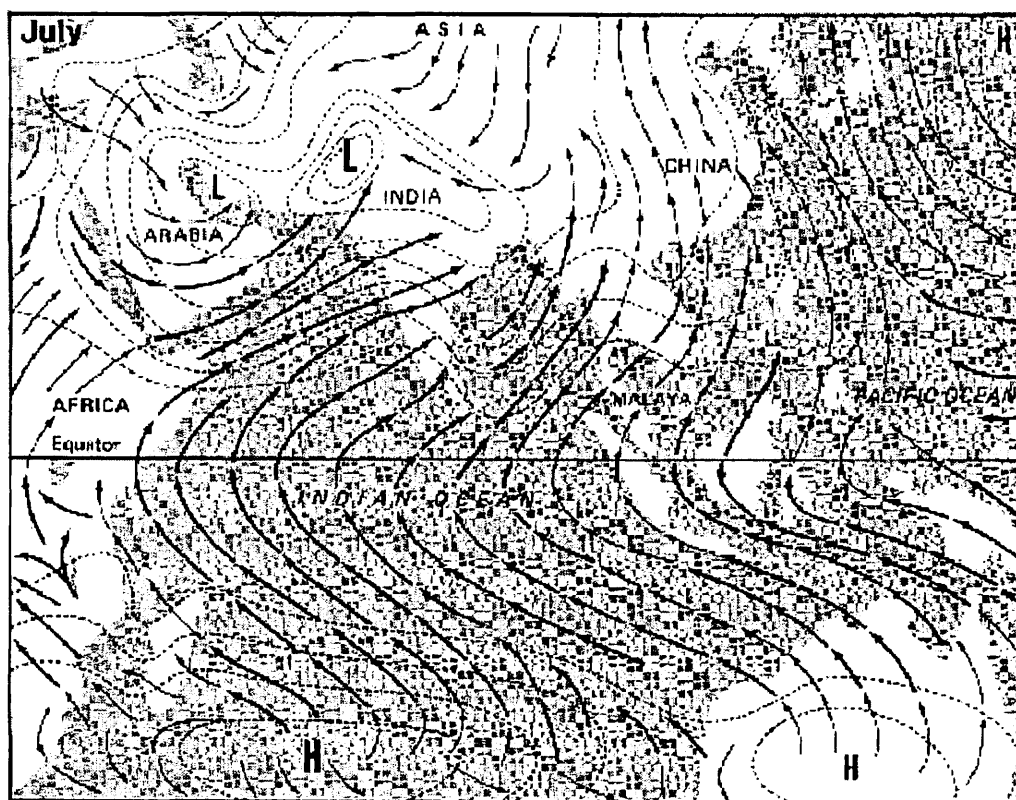 July
ASIA
H
L
L
CHINA
INDIA
ARABIA
AFRICA
MALAYA
PACIFIC OCEAN
Equator
INDIAN OCEAN
H
H